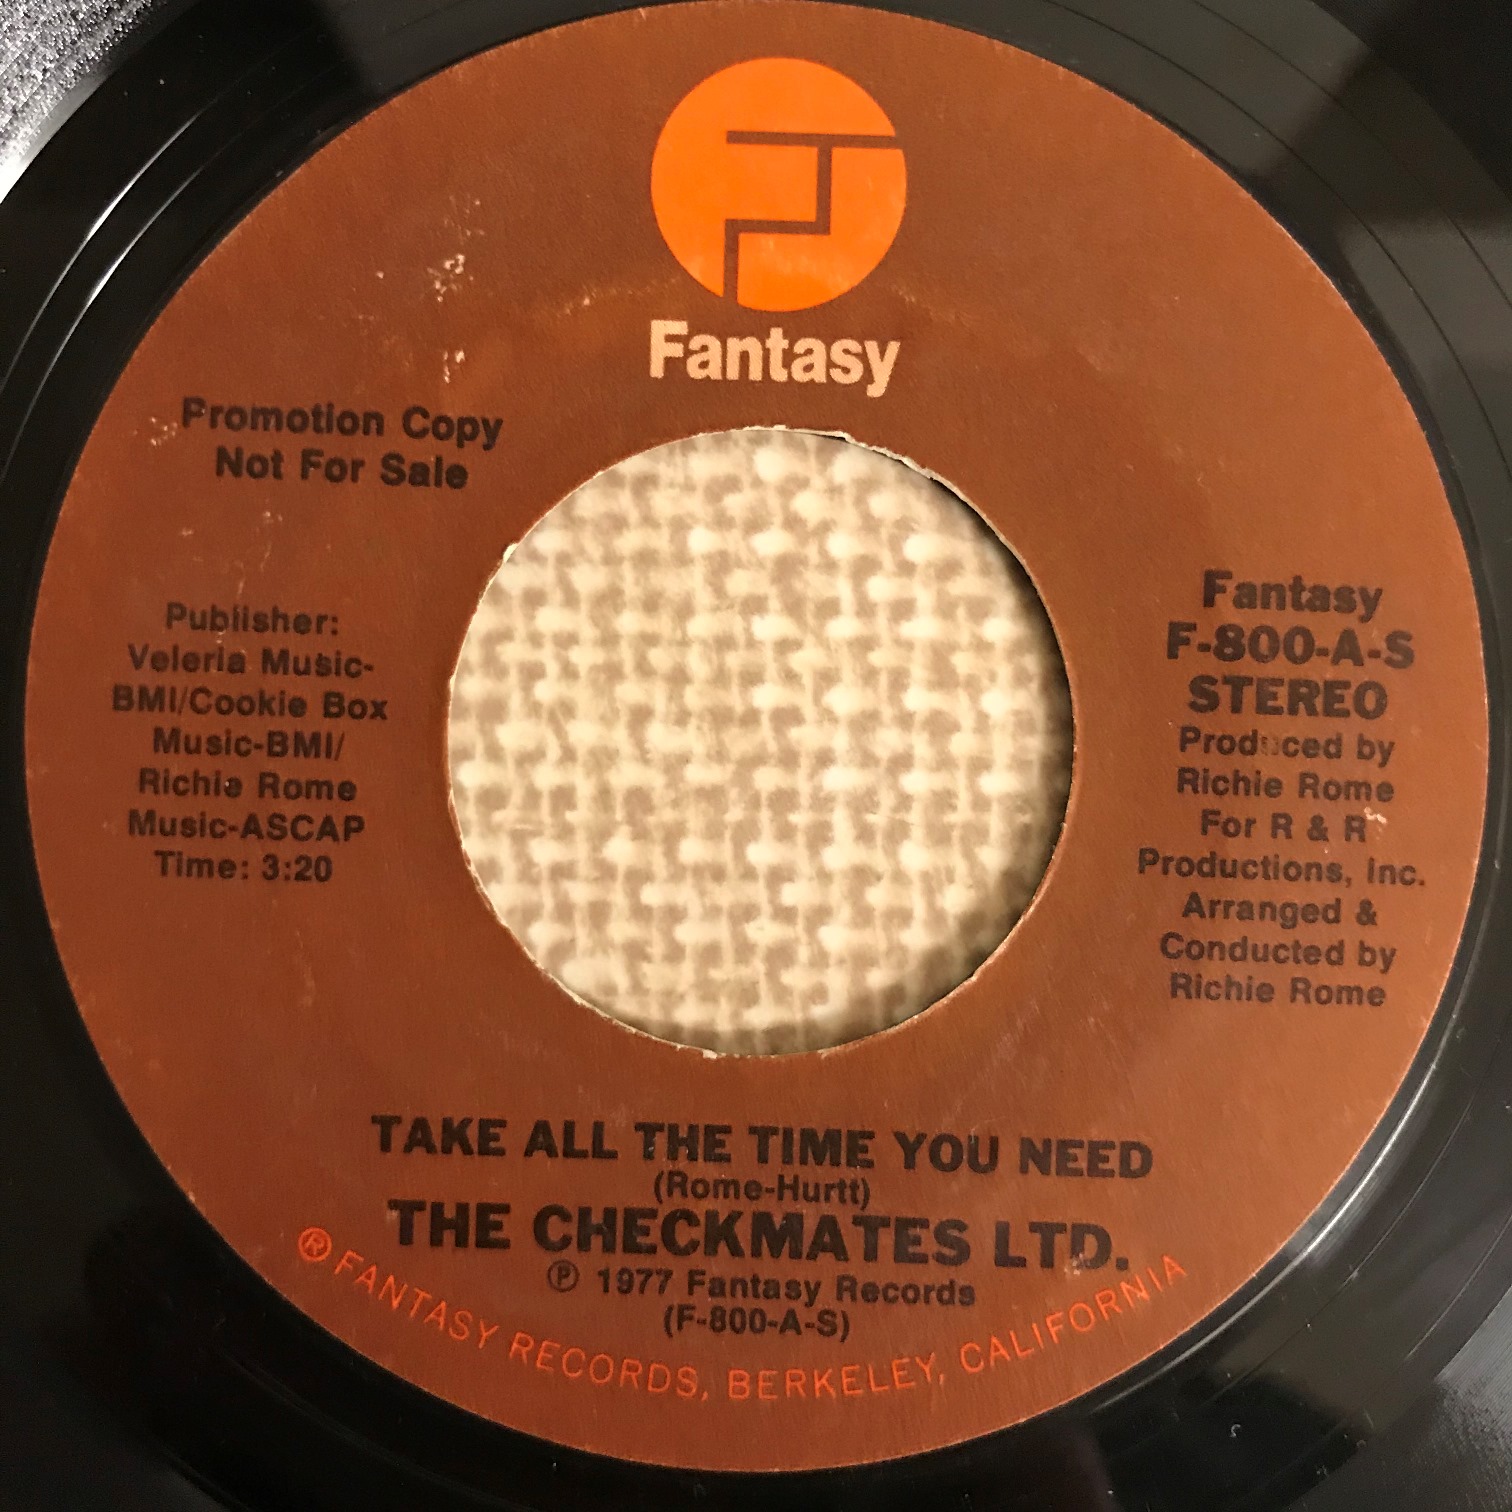 Fantasy
Promotion Copy
Not For Sale
Publisher:
Veleria Music-
BMI/Cookie Box
Music-BMI/
Richie Rome
Music-ASCAP
Time: 3:20
Fantasy
F-800-A-S
STEREO
Produced by
Richie Rome
For R & R
Productions, Inc.
Arranged &
Conducted by
Richie Rome
TAKE ALL THE TIME YOU NEED
(Rome-Hurtt)
THE CHECKMATES LTD.
℗ 1977 Fantasy Records
(F-800-A-S)
® FANTASY RECORDS, BERKELEY, CALIFORNIA